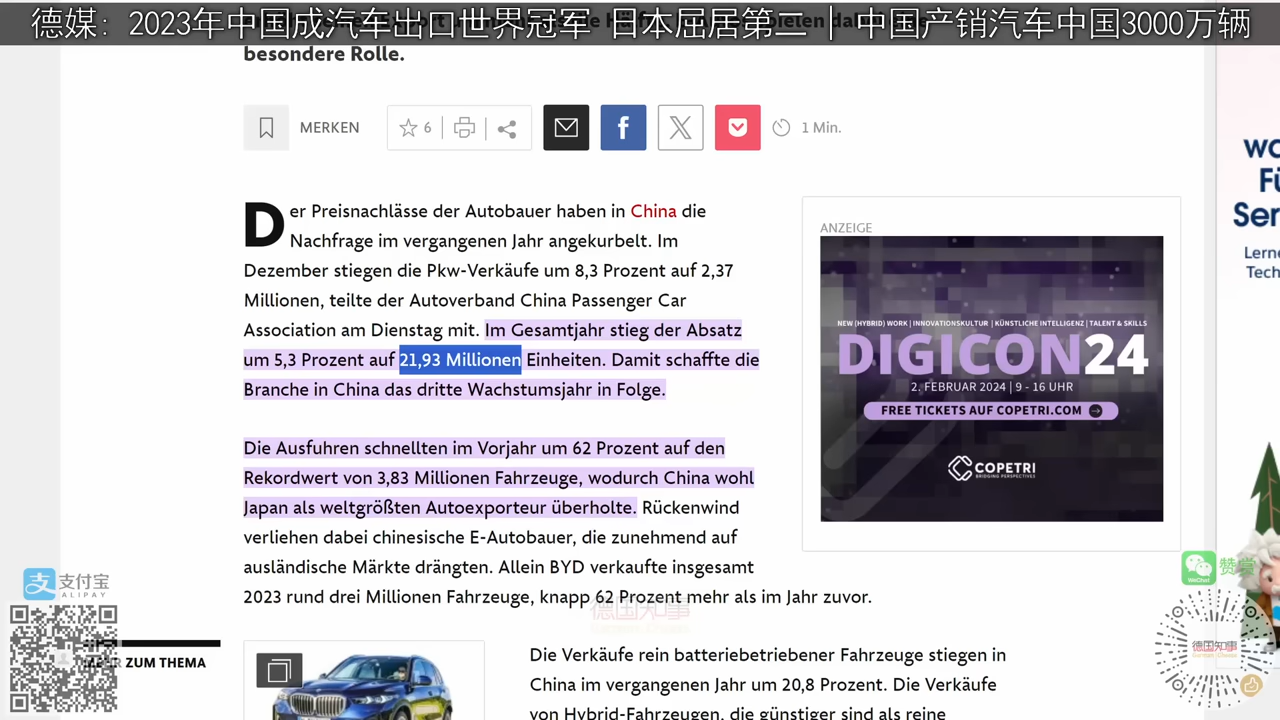 德媒：2023年中国成汽车出口世界冠军 日本屈居第二 | 中国产销汽车中国3000万辆
besondere Rolle.
MERKEN
6
1 Min.
Der Preisnachlässe der Autobauer haben in China die
Nachfrage im vergangenen Jahr angekurbelt. Im
Dezember stiegen die Pkw-Verkäufe um 8,3 Prozent auf 2,37
Millionen, teilte der Autoverband China Passenger Car
Association am Dienstag mit. Im Gesamtjahr stieg der Absatz
um 5,3 Prozent auf 21,93 Millionen Einheiten. Damit schaffte die
Branche in China das dritte Wachstumsjahr in Folge.
Die Ausfuhren schnellten im Vorjahr um 62 Prozent auf den
Rekordwert von 3,83 Millionen Fahrzeuge, wodurch China wohl
Japan als weltgrößten Autoexporteur überholte. Rückenwind
verliehen dabei chinesische E-Autobauer, die zunehmend auf
ausländische Märkte drängten. Allein BYD verkaufte insgesamt
2023 rund drei Millionen Fahrzeuge, knapp 62 Prozent mehr als im Jahr zuvor.
ANZEIGE
NEW (HYBRID) WORK | INNOVATIONSKULTUR | KÜNSTLICHE INTELLIGENZ | TALENT & SKILLS
DIGICON24
2. FEBRUAR 2024 | 9 - 16 UHR
FREE TICKETS AUF COPETRI.COM
COPETRI
BRIDGING PERSPECTIVES
Ser
Lerne
Tech
支付宝
ALIPAY
WeChat
赞赏
德国知事
德国知事
ZUM THEMA
Die Verkäufe rein batteriebetriebener Fahrzeuge stiegen in
China im vergangenen Jahr um 20,8 Prozent. Die Verkäufe
von Hybrid-Fahrzeugen, die günstiger sind als reine